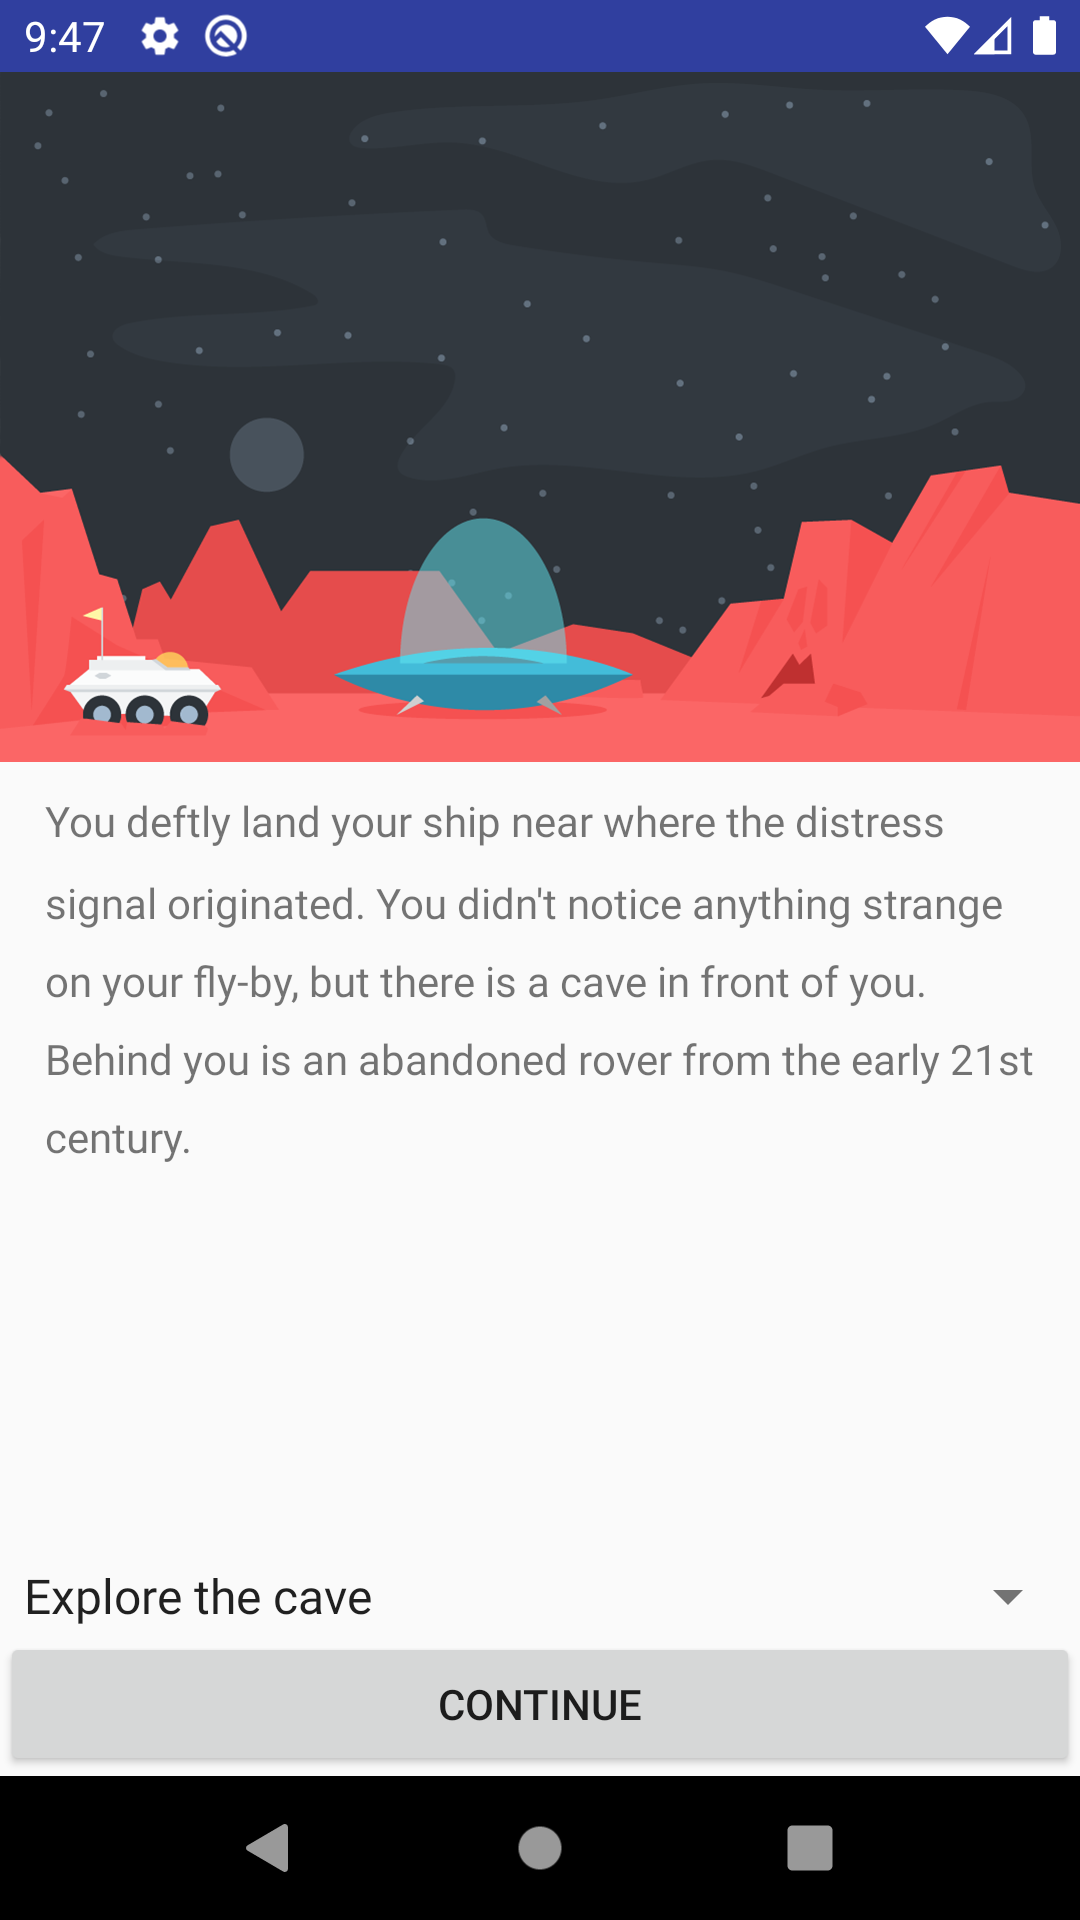 9:47
You deftly land your ship near where the distress
signal originated. You didn't notice anything strange
on your fly-by, but there is a cave in front of you.
Behind you is an abandoned rover from the early 21st
century.
Explore the cave
CONTINUE